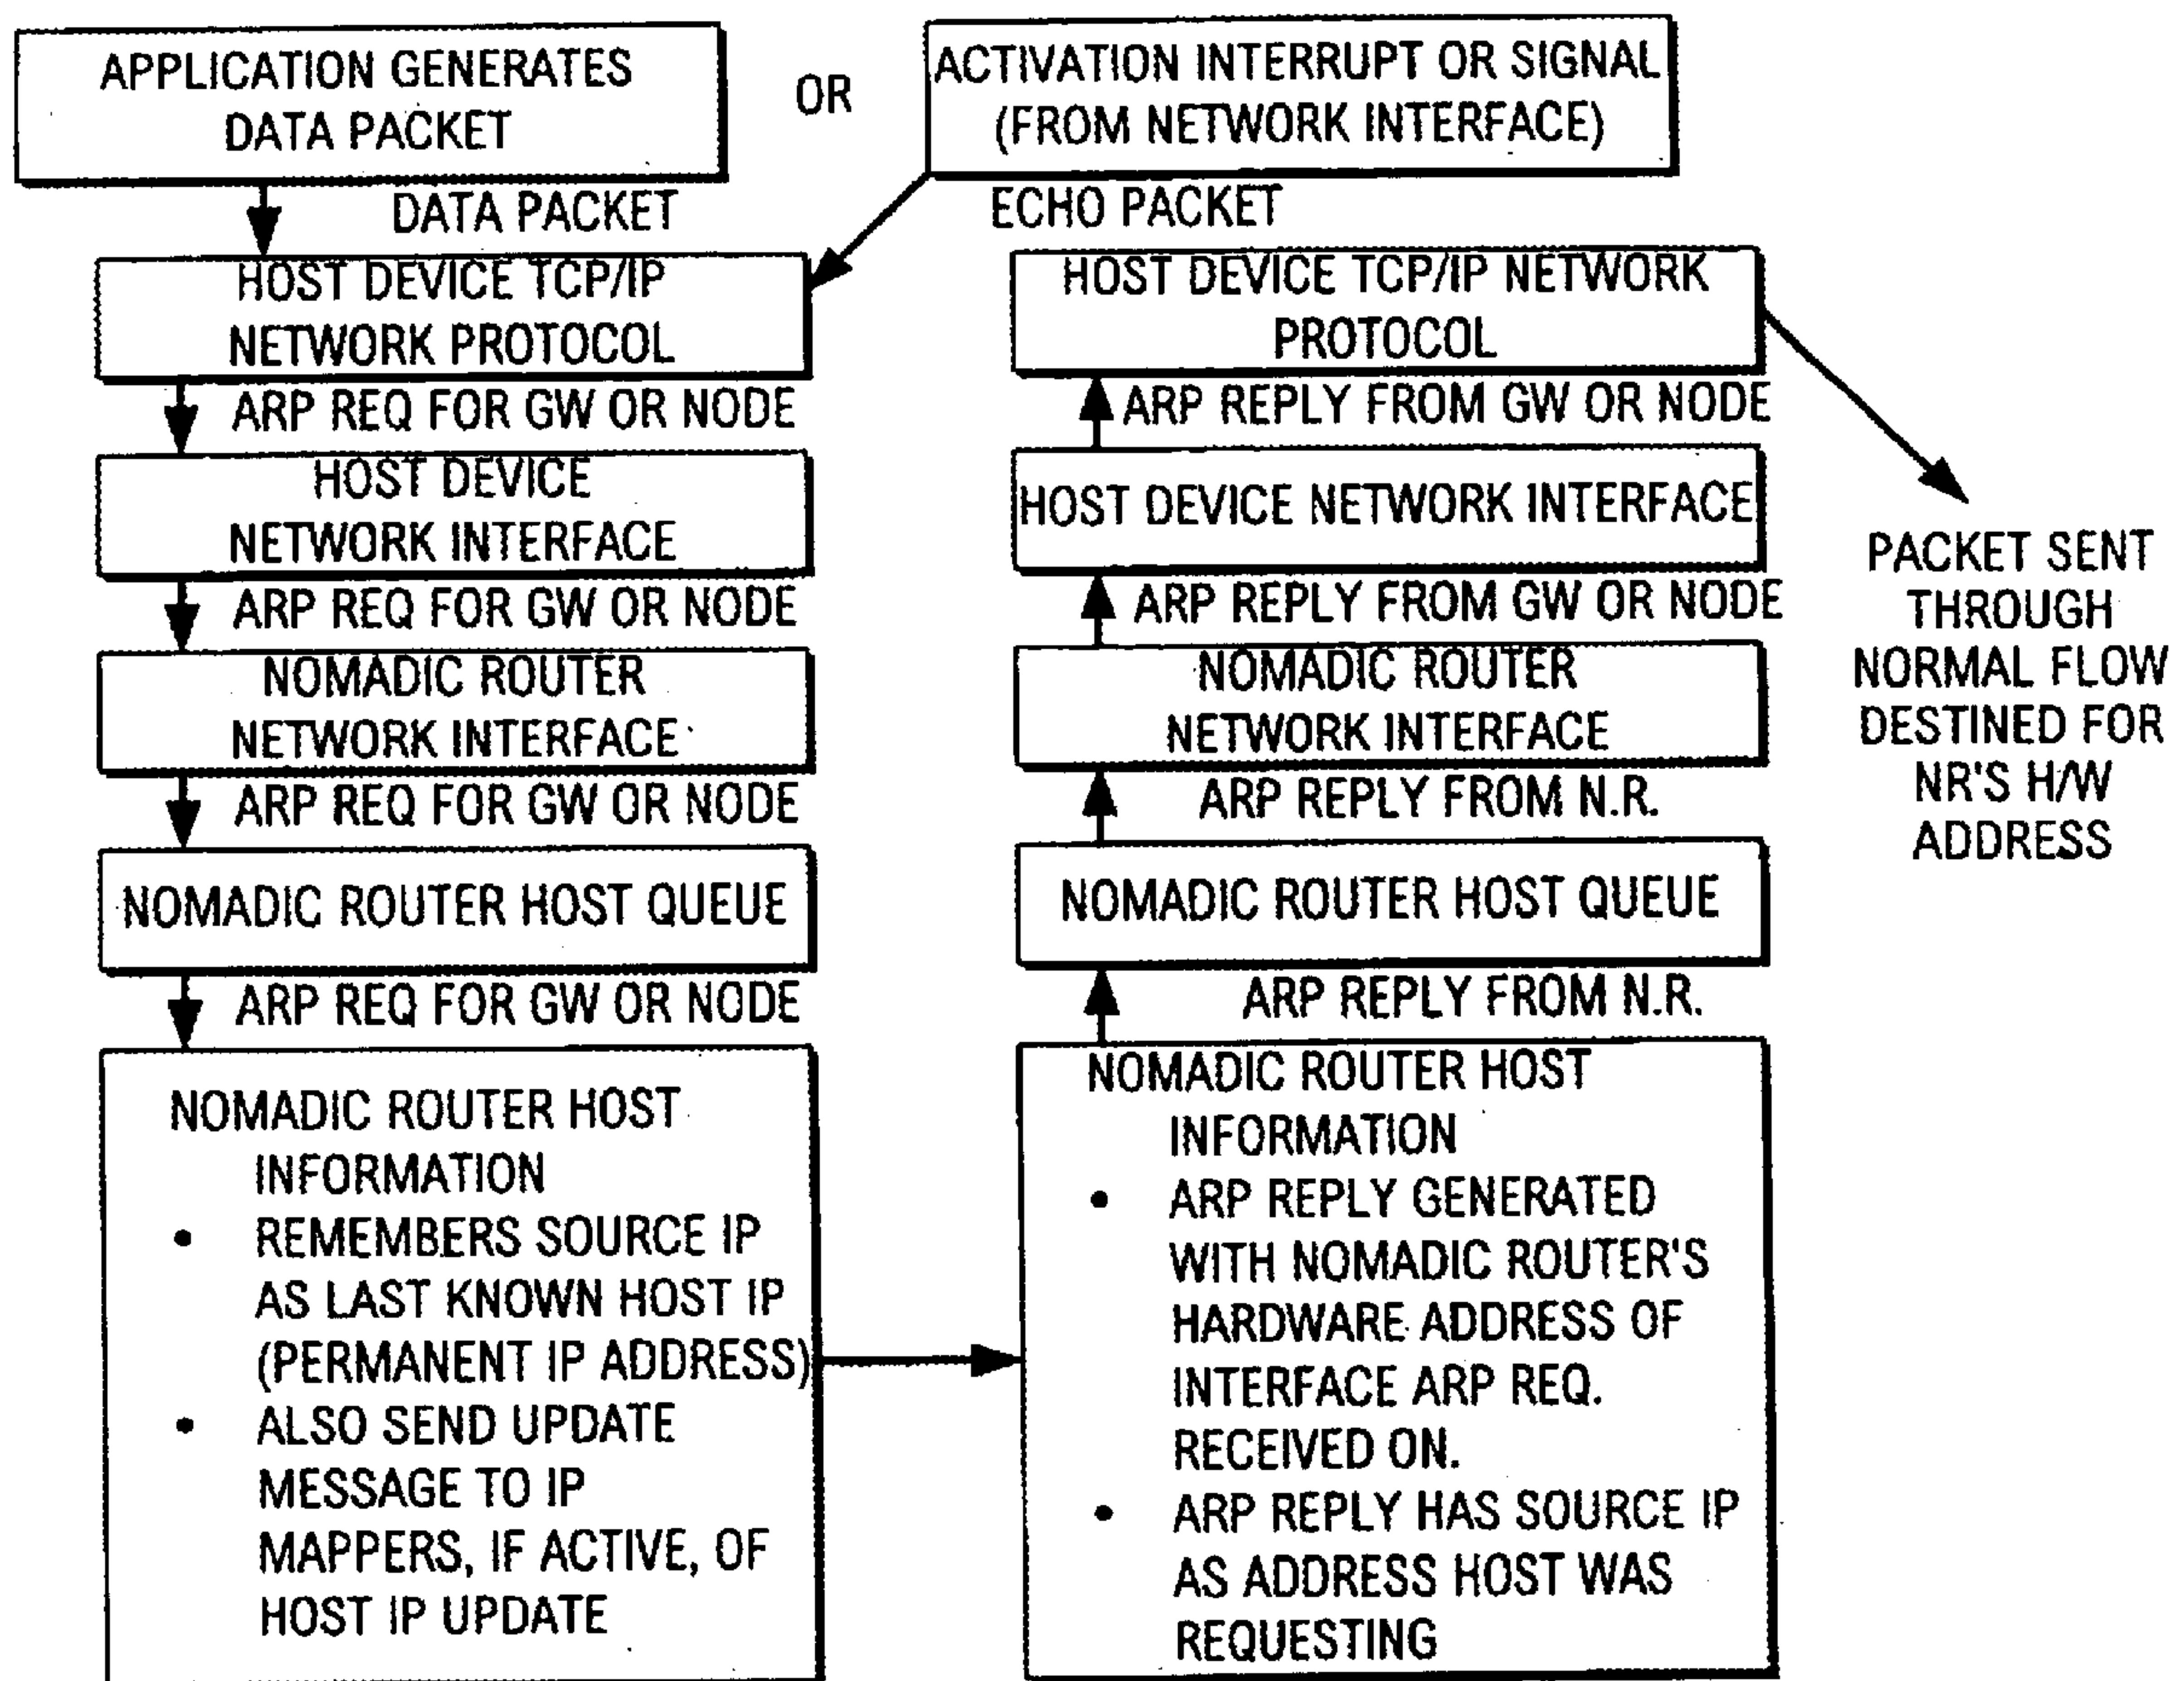 APPLICATION GENERATES
DATA PACKET
OR
ACTIVATION INTERRUPT OR SIGNAL
(FROM NETWORK INTERFACE)
DATA PACKET
ECHO PACKET
HOST DEVICE TCP/IP
NETWORK PROTOCOL
ARP REQ FOR GW OR NODE
HOST DEVICE
NETWORK INTERFACE
ARP REQ FOR GW OR NODE
NOMADIC ROUTER
NETWORK INTERFACE
ARP REQ FOR GW OR NODE
NOMADIC ROUTER HOST QUEUE
ARP REQ FOR GW OR NODE
NOMADIC ROUTER HOST
INFORMATION
• REMEMBERS SOURCE IP
AS LAST KNOWN HOST IP
(PERMANENT IP ADDRESS)
• ALSO SEND UPDATE
MESSAGE TO IP
MAPPERS, IF ACTIVE, OF
HOST IP UPDATE
HOST DEVICE TCP/IP NETWORK
PROTOCOL
ARP REPLY FROM GW OR NODE
HOST DEVICE NETWORK INTERFACE
ARP REPLY FROM GW OR NODE
NOMADIC ROUTER
NETWORK INTERFACE
ARP REPLY FROM N.R.
NOMADIC ROUTER HOST QUEUE
ARP REPLY FROM N.R.
NOMADIC ROUTER HOST
INFORMATION
• ARP REPLY GENERATED
WITH NOMADIC ROUTER'S
HARDWARE ADDRESS OF
INTERFACE ARP REQ.
RECEIVED ON.
• ARP REPLY HAS SOURCE IP
AS ADDRESS HOST WAS
REQUESTING
PACKET SENT
THROUGH
NORMAL FLOW
DESTINED FOR
NR'S H/W
ADDRESS